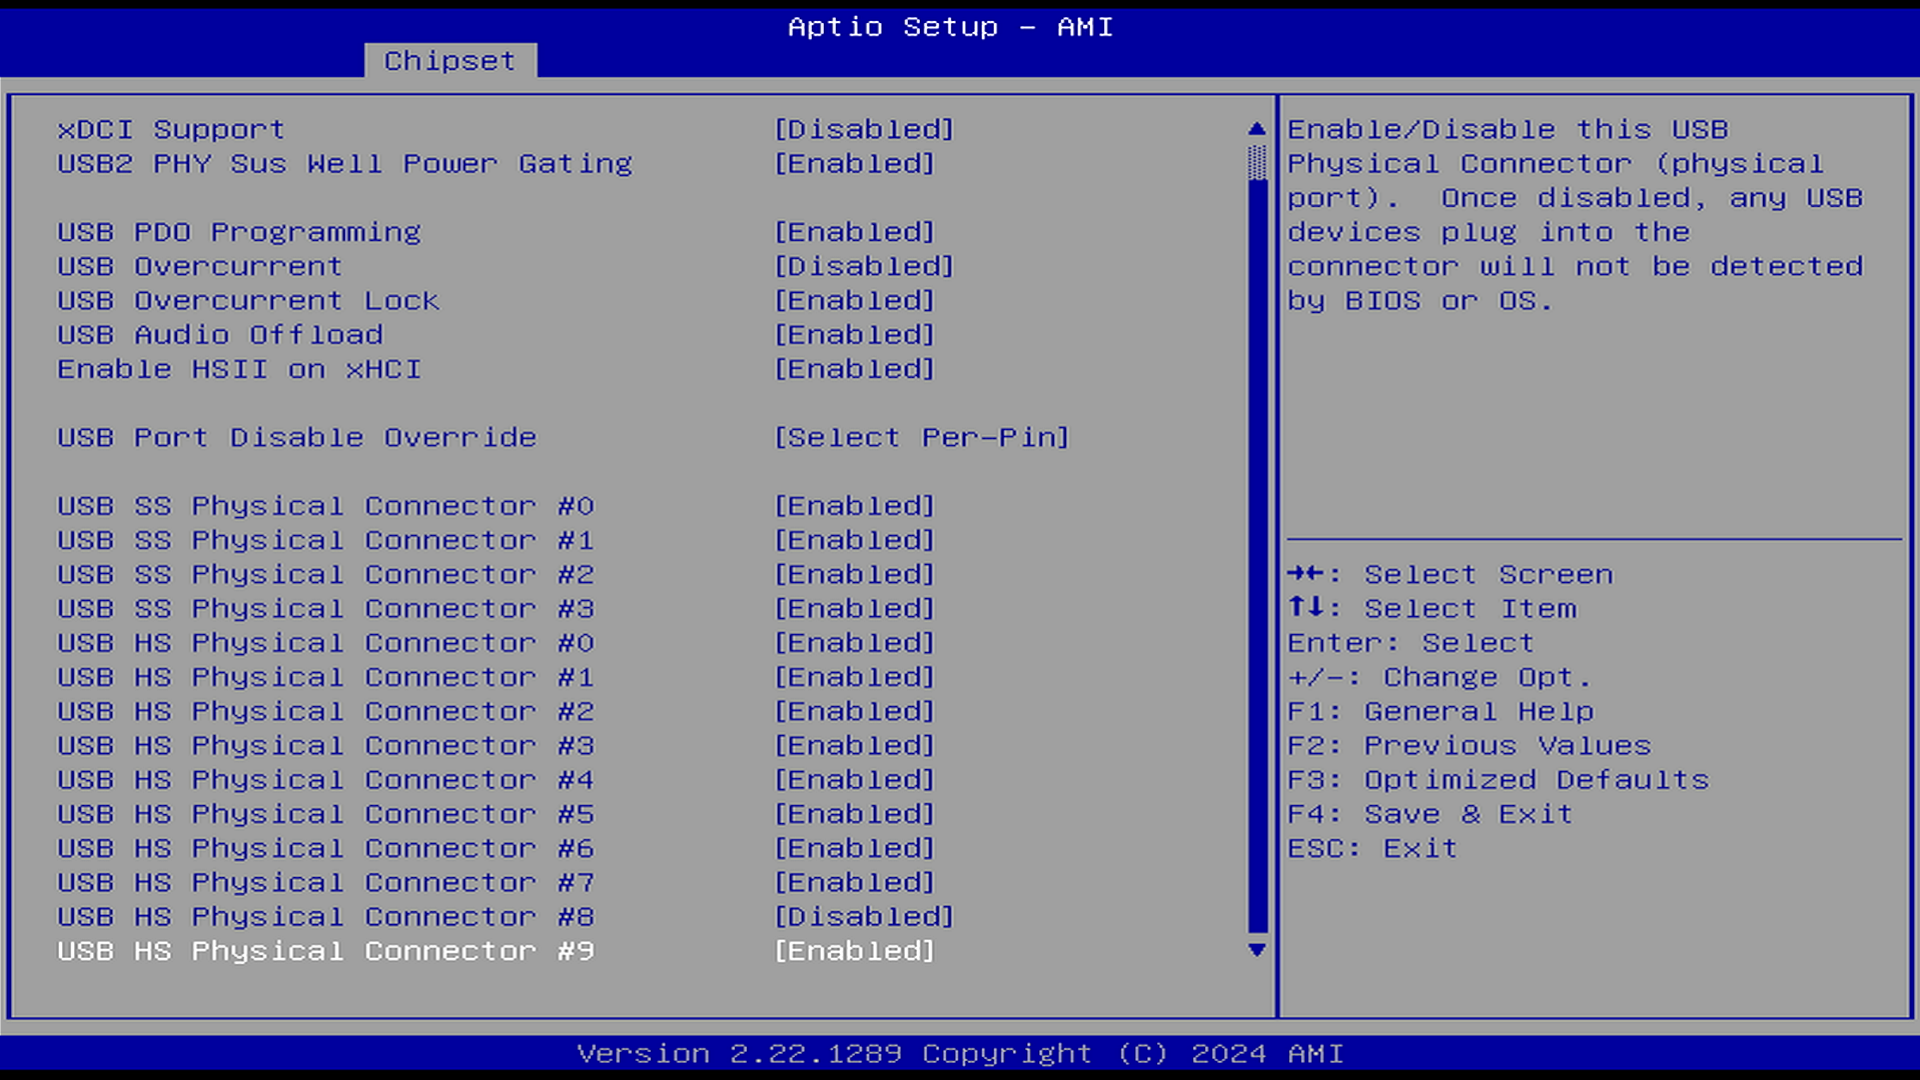 Aptio Setup - AMI
Chipset
xDCI Support [Disabled]
USB2 PHY Sus Well Power Gating [Enabled]
USB PDO Programming [Enabled]
USB Overcurrent [Disabled]
USB Overcurrent Lock [Enabled]
USB Audio Offload [Enabled]
Enable HSII on xHCI [Enabled]
USB Port Disable Override [Select Per-Pin]
USB SS Physical Connector #0 [Enabled]
USB SS Physical Connector #1 [Enabled]
USB SS Physical Connector #2 [Enabled]
USB SS Physical Connector #3 [Enabled]
USB HS Physical Connector #0 [Enabled]
USB HS Physical Connector #1 [Enabled]
USB HS Physical Connector #2 [Enabled]
USB HS Physical Connector #3 [Enabled]
USB HS Physical Connector #4 [Enabled]
USB HS Physical Connector #5 [Enabled]
USB HS Physical Connector #6 [Enabled]
USB HS Physical Connector #7 [Enabled]
USB HS Physical Connector #8 [Disabled]
USB HS Physical Connector #9 [Enabled]
Enable/Disable this USB
Physical Connector (physical
port).  Once disabled, any USB
devices plug into the
connector will not be detected
by BIOS or OS.
→←: Select Screen
↑↓: Select Item
Enter: Select
+/-: Change Opt.
F1: General Help
F2: Previous Values
F3: Optimized Defaults
F4: Save & Exit
ESC: Exit
Version 2.22.1289 Copyright (C) 2024 AMI